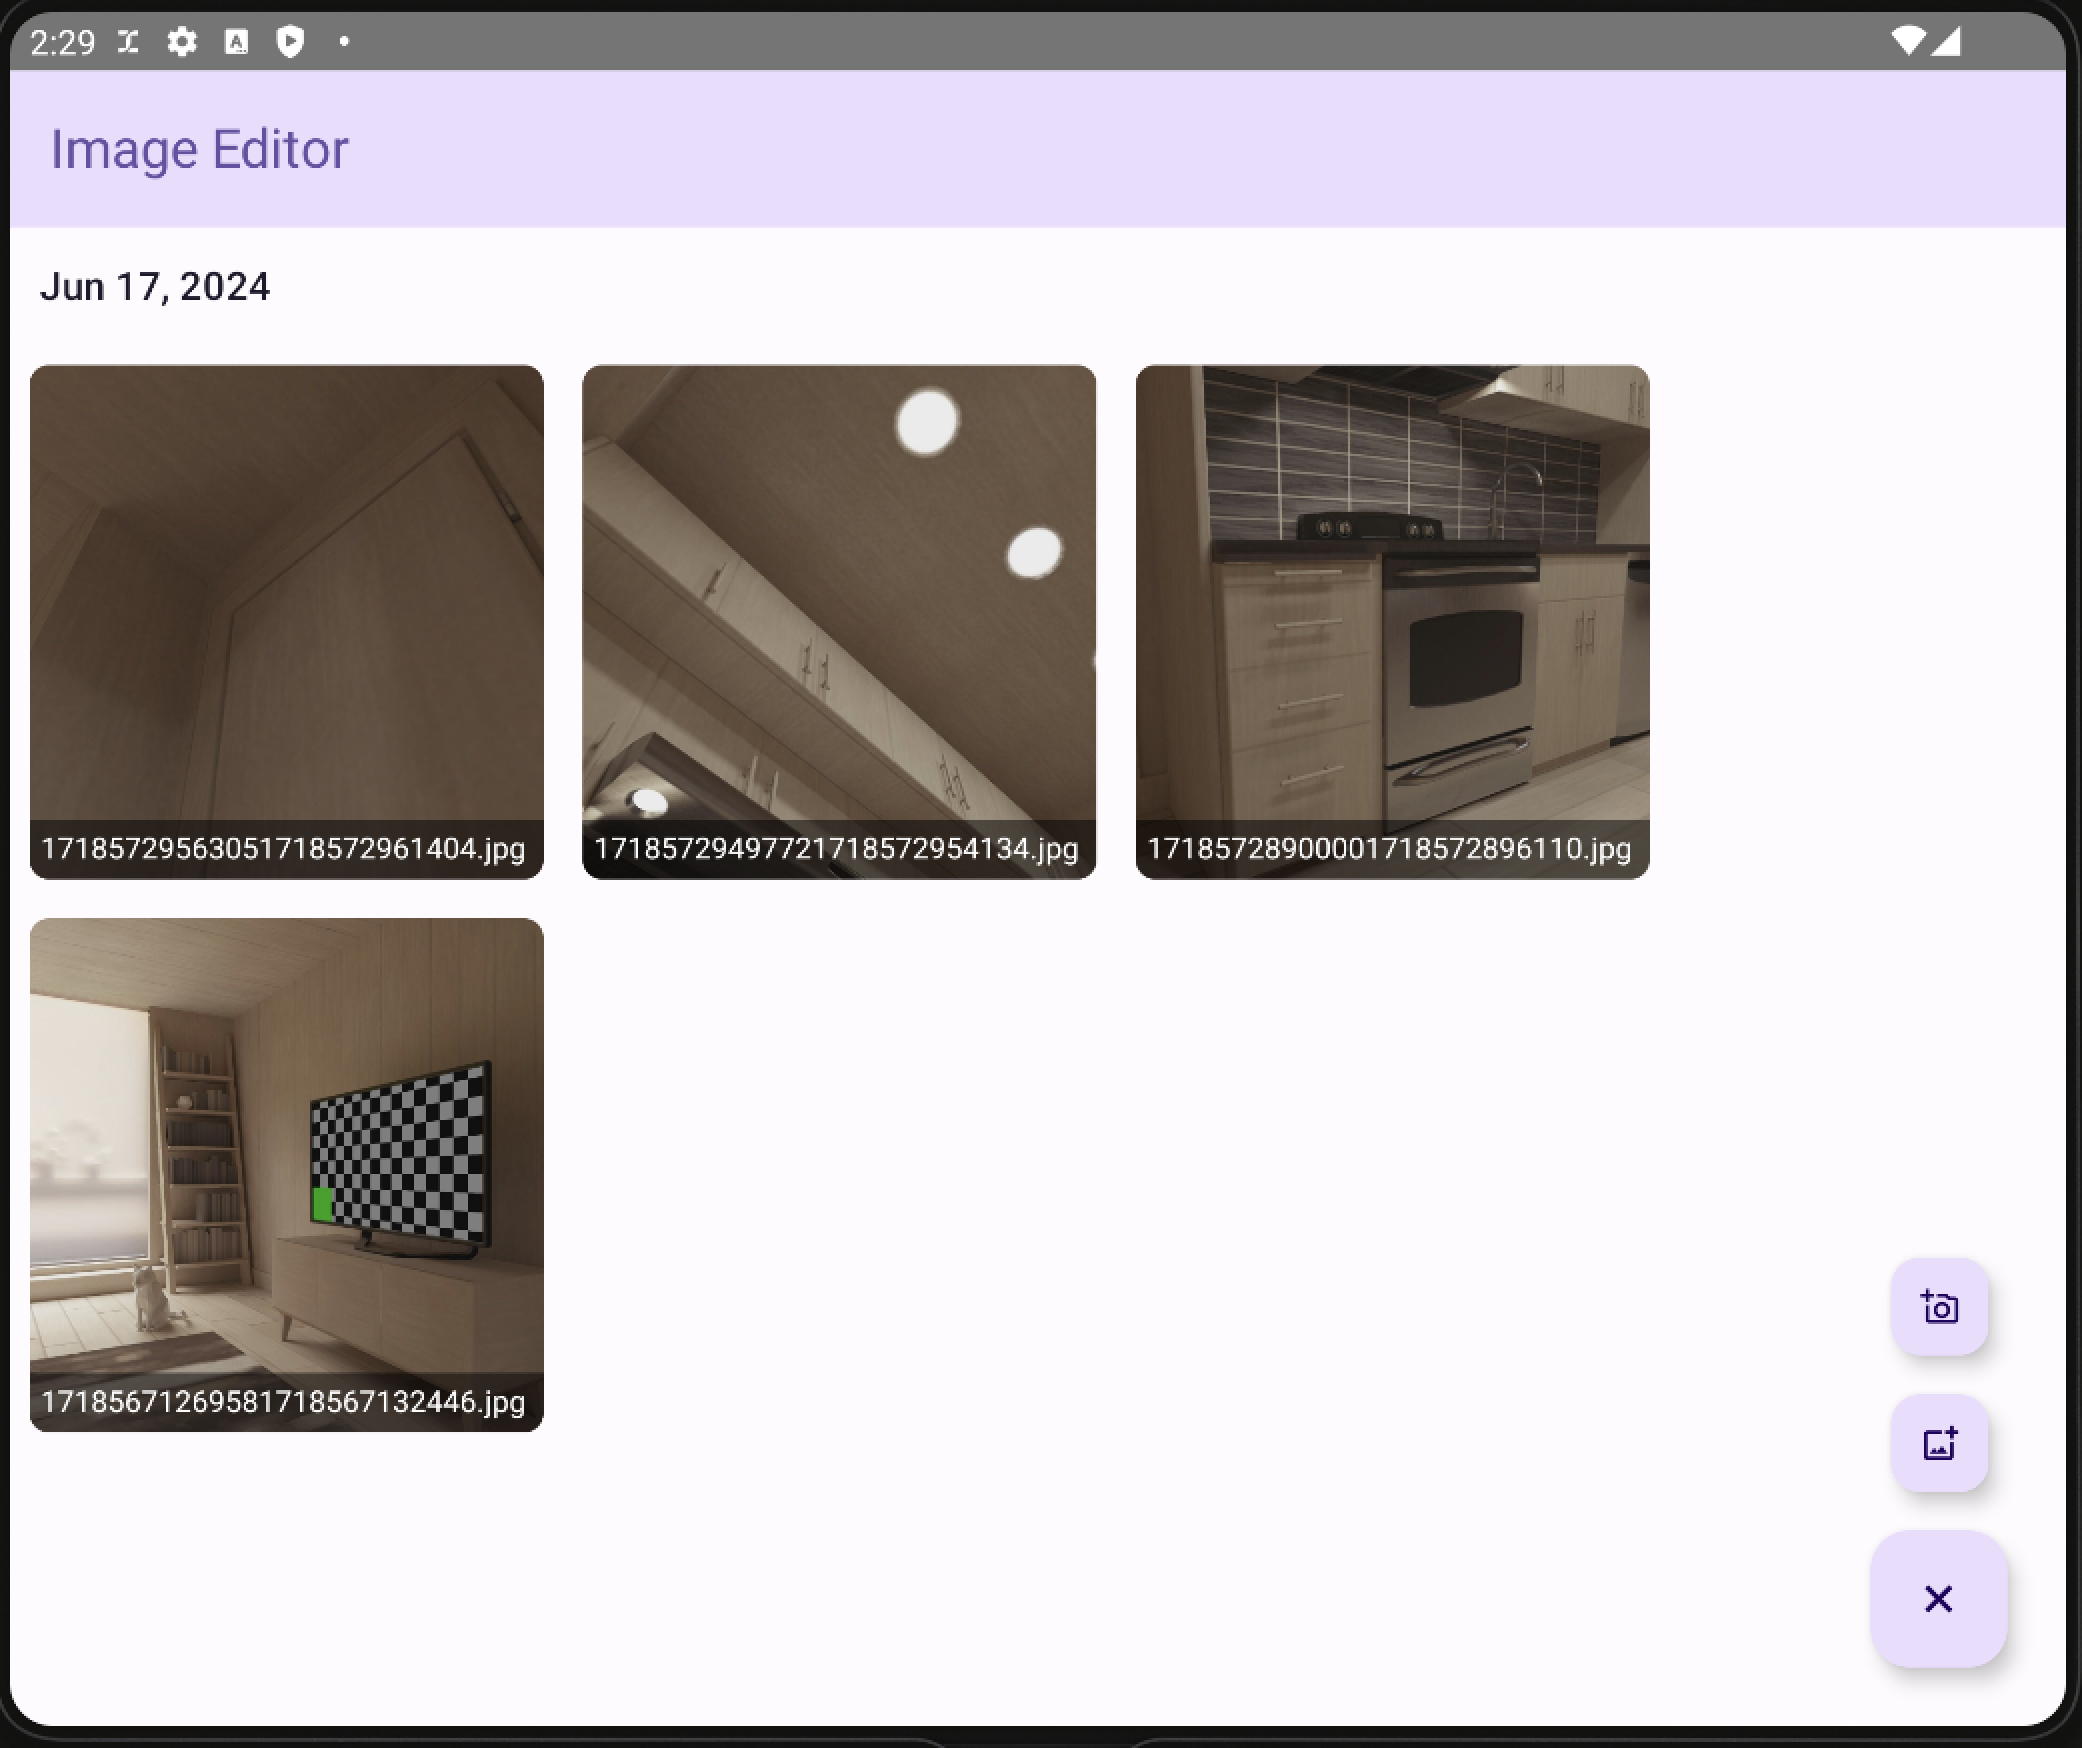 2:29
Image Editor
Jun 17, 2024
17185729563051718572961404.jpg
17185729497721718572954134.jpg
17185728900001718572896110.jpg
17185671269581718567132446.jpg